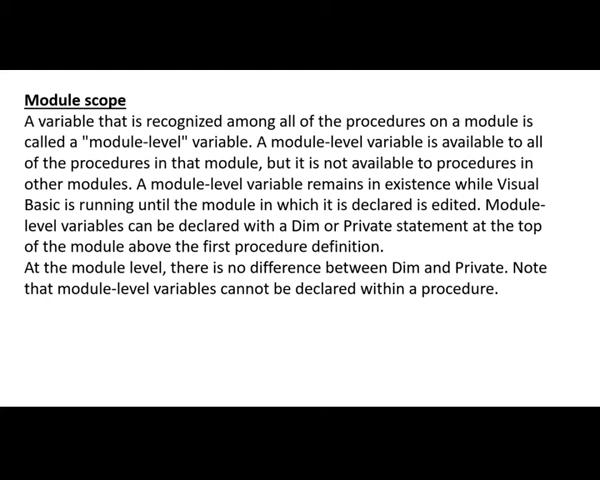 Module scope
A variable that is recognized among all of the procedures on a module is
called a "module-level" variable. A module-level variable is available to all
of the procedures in that module, but it is not available to procedures in
other modules. A module-level variable remains in existence while Visual
Basic is running until the module in which it is declared is edited. Module-
level variables can be declared with a Dim or Private statement at the top
of the module above the first procedure definition.
At the module level, there is no difference between Dim and Private. Note
that module-level variables cannot be declared within a procedure.